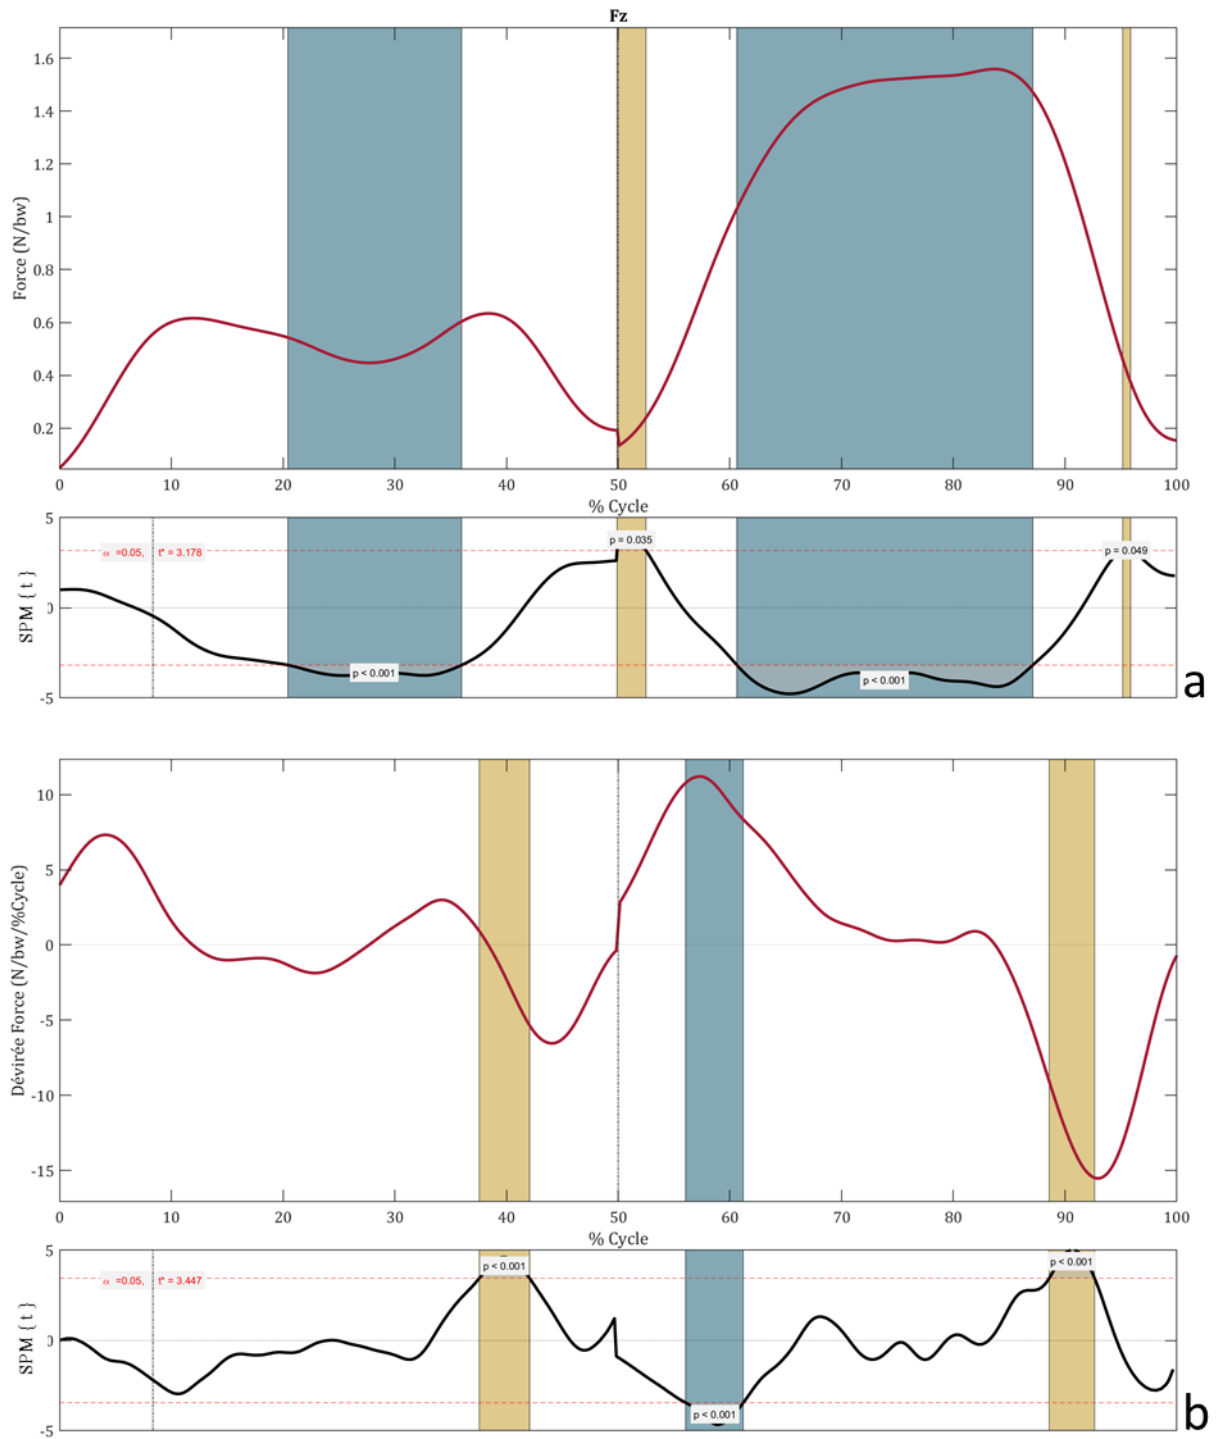 Fz
1.6
1.4
1.2
1
0.8
0.6
0.4
0.2
Force (N/bw)
0 10 20 30 40 50 60 70 80 90 100
% Cycle
5
0
-5
SPM { t }
α =0.05, t* = 3.178
p < 0.001
p = 0.035
p < 0.001
p = 0.049
a
10
5
0
-5
-10
-15
Dévirée Force (N/bw/%Cycle)
0 10 20 30 40 50 60 70 80 90 100
% Cycle
5
0
-5
SPM { t }
α =0.05, t* = 3.447
p < 0.001
p < 0.001
p < 0.001
b